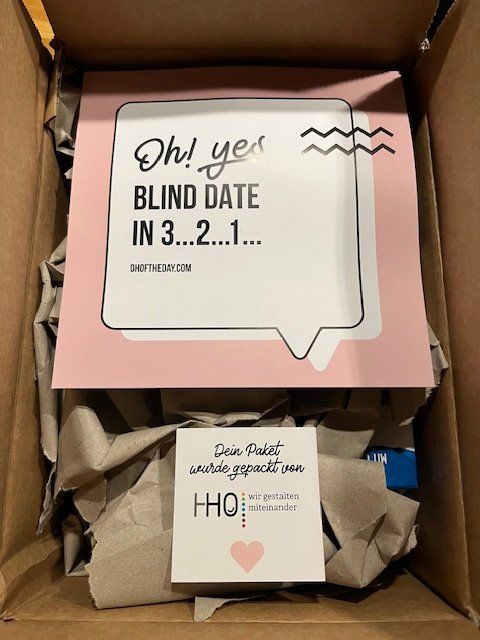 Oh! yes
BLIND DATE
IN 3...2...1...
OHOFTHEDAY.COM
Dein Paket
wurde gepackt von
HHO
wir gestalten
miteinander